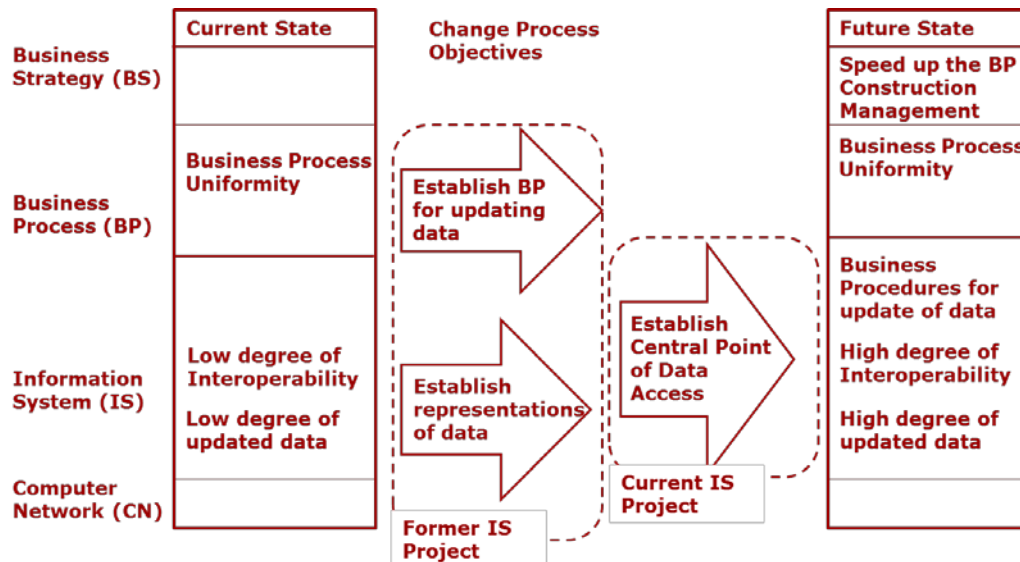 Current State
Change Process
Objectives
Future State
Business
Strategy (BS)
Speed up the BP
Construction
Management
Business
Process (BP)
Business Process
Uniformity
Establish BP
for updating
data
Business Process
Uniformity
Information
System (IS)
Low degree of
Interoperability
Low degree of
updated data
Establish
representations
of data
Establish
Central Point
of Data
Access
Business
Procedures for
update of data
High degree of
Interoperability
High degree of
updated data
Computer
Network (CN)
Former IS
Project
Current IS
Project